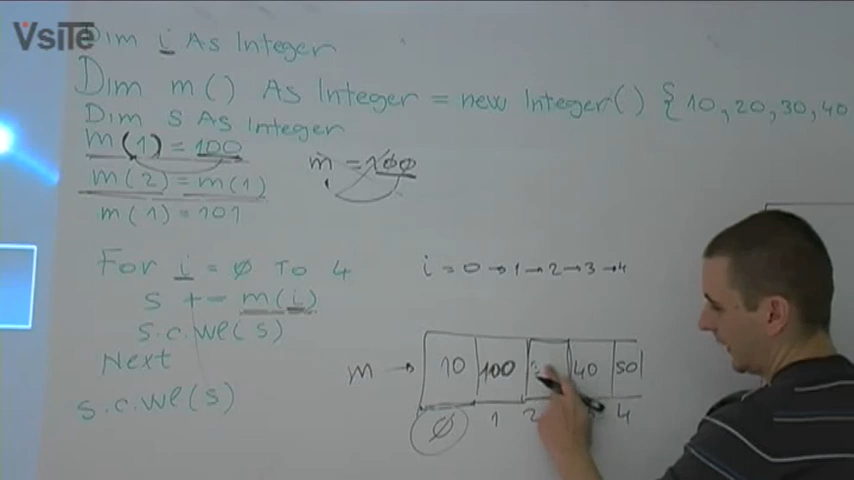 VSITE
Dim i As Integer
Dim m() As Integer = new Integer() {10, 20, 30, 40
Dim s As Integer
m(1) = 100
m = 100
m(2) = m(1)
m(1) = 101
For i = 0 To 4
i = 0 → 1 → 2 → 3 → 4
s += m(i)
s.c.wl(s)
Next
m → 10 100 40 50
s.c.wl(s)
0 1 2 4